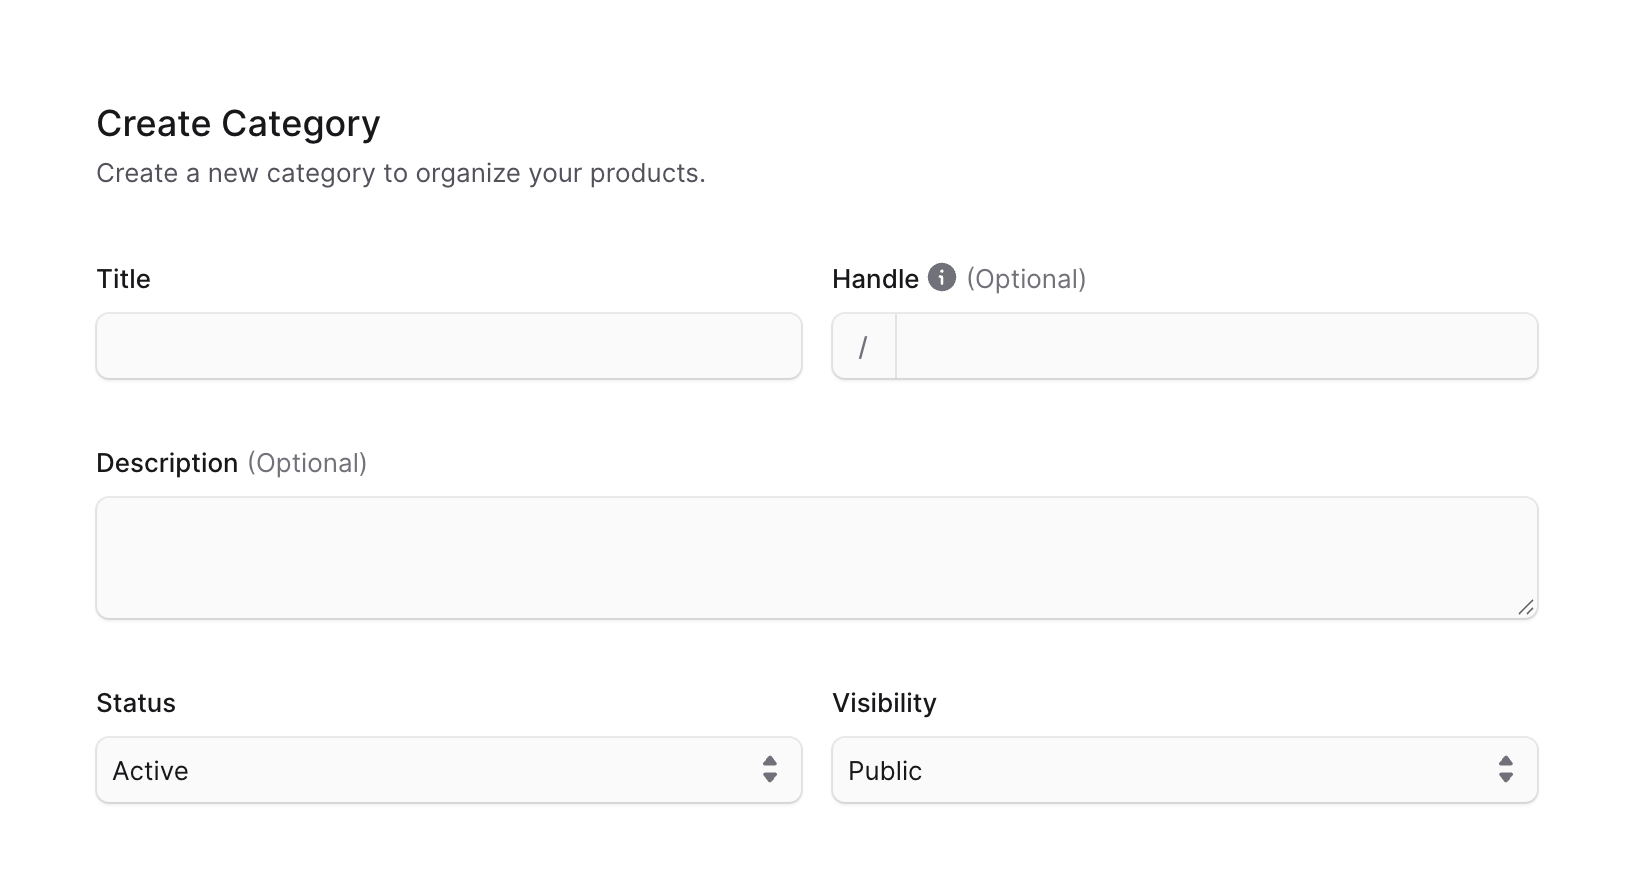 Create Category
Create a new category to organize your products.
Title
Handle (Optional)
/
Description (Optional)
Status
Visibility
Active
Public